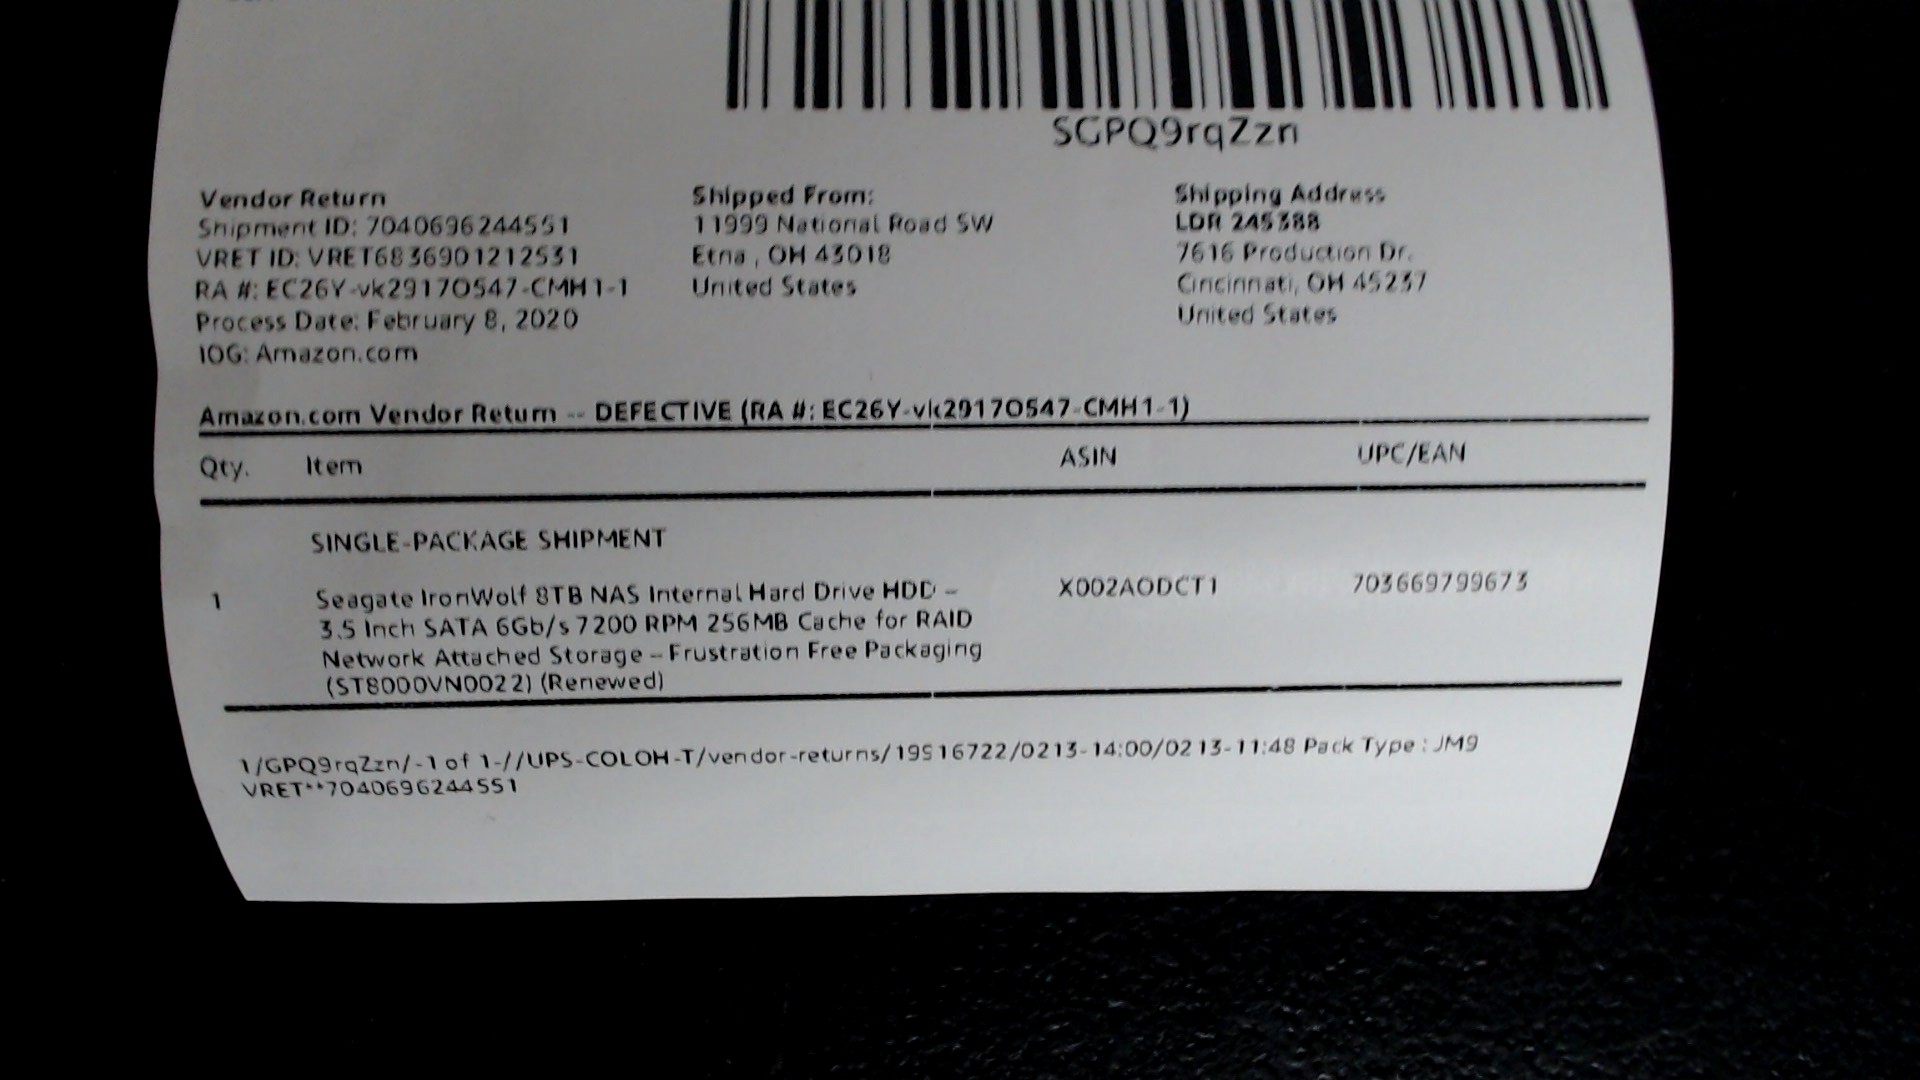 SGPQ9rqZzn
Vendor Return
Shipment ID: 7040696244551
VRET ID: VRET6836901212531
RA #: EC26Y-vk2917O547-CMH1-1
Process Date: February 8, 2020
IOG: Amazon.com
Shipped From:
11999 National Road SW
Etna , OH 43018
United States
Shipping Address
LDR 245388
7616 Production Dr.
Cincinnati, OH 45237
United States
Amazon.com Vendor Return -- DEFECTIVE (RA #: EC26Y-vk2917O547-CMH1-1)
Qty. Item ASIN UPC/EAN
SINGLE-PACKAGE SHIPMENT
1 Seagate IronWolf 8TB NAS Internal Hard Drive HDD – X002AODCT1 703669799673
3.5 Inch SATA 6Gb/s 7200 RPM 256MB Cache for RAID
Network Attached Storage – Frustration Free Packaging
(ST8000VN0022) (Renewed)
1/GPQ9rqZzn/-1 of 1-//UPS-COLOH-T/vendor-returns/19516722/0213-14:00/0213-11:48 Pack Type : JM9
VRET**7040696244551